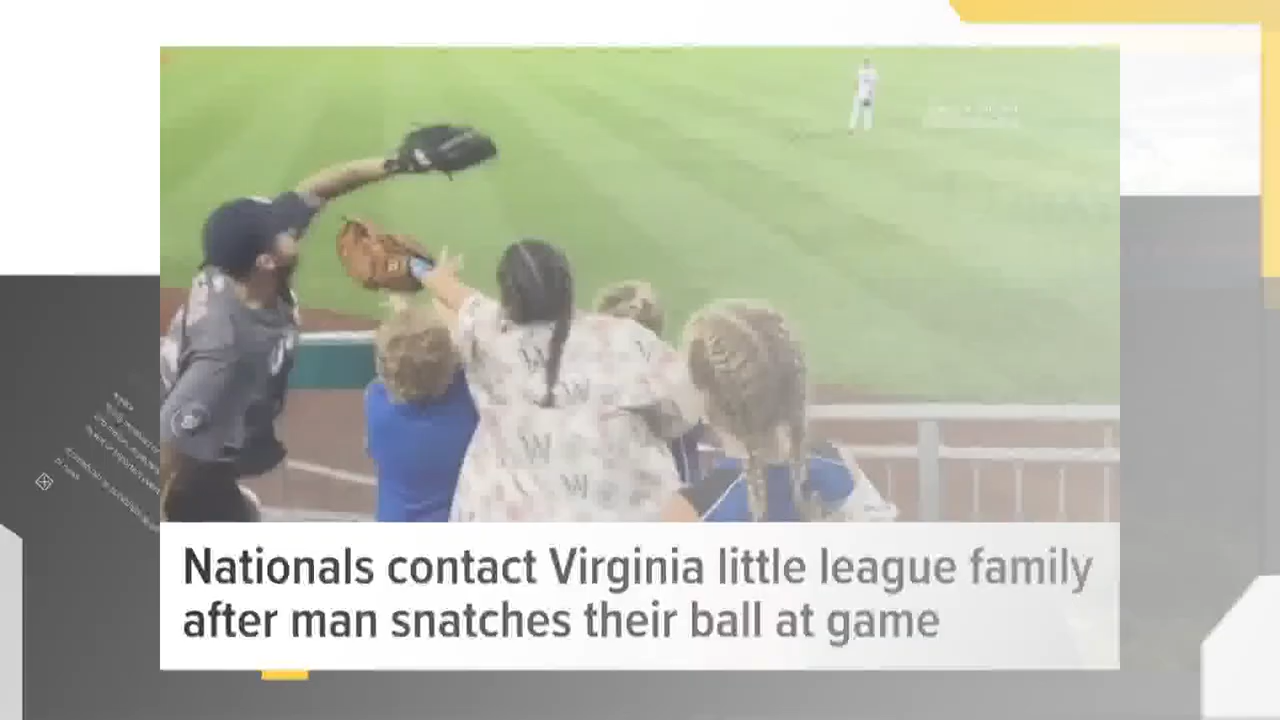 W
W
W
W
Nationals contact Virginia little league family
after man snatches their ball at game